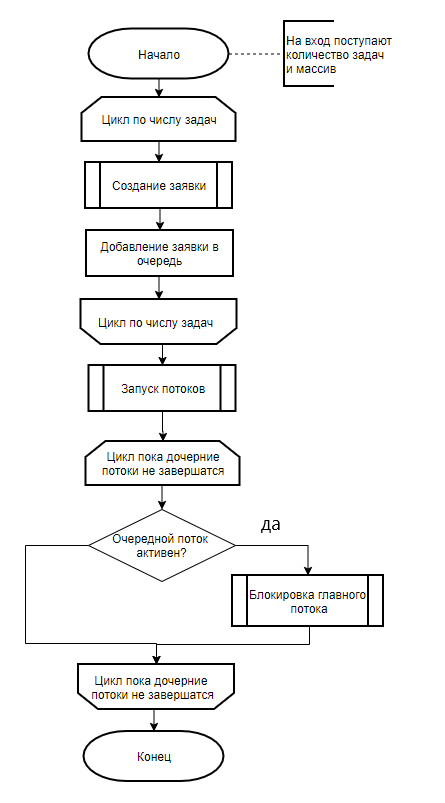 Начало
На вход поступают
количество задач
и массив
Цикл по числу задач
Создание заявки
Добавление заявки в
очередь
Цикл по числу задач
Запуск потоков
Цикл пока дочерние
потоки не завершатся
Очередной поток
активен?
да
Блокировка главного
потока
Цикл пока дочерние
потоки не завершатся
Конец